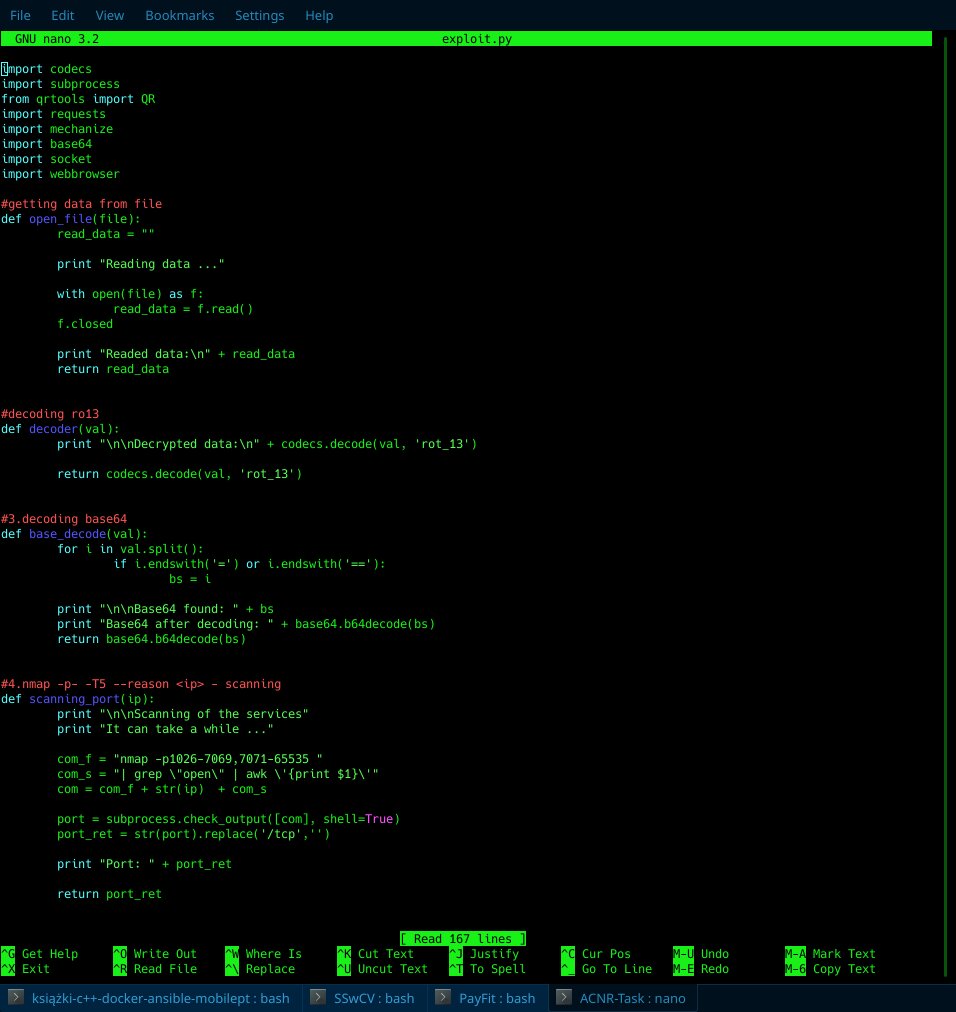 File Edit View Bookmarks Settings Help
GNU nano 3.2 exploit.py
import codecs
import subprocess
from qrtools import QR
import requests
import mechanize
import base64
import socket
import webbrowser
#getting data from file
def open_file(file):
read_data = ""
print "Reading data ..."
with open(file) as f:
read_data = f.read()
f.closed
print "Readed data:\n" + read_data
return read_data
#decoding ro13
def decoder(val):
print "\n\nDecrypted data:\n" + codecs.decode(val, 'rot_13')
return codecs.decode(val, 'rot_13')
#3.decoding base64
def base_decode(val):
for i in val.split():
if i.endswith('=') or i.endswith('=='):
bs = i
print "\n\nBase64 found: " + bs
print "Base64 after decoding: " + base64.b64decode(bs)
return base64.b64decode(bs)
#4.nmap -p- -T5 --reason <ip> - scanning
def scanning_port(ip):
print "\n\nScanning of the services"
print "It can take a while ..."
com_f = "nmap -p1026-7069,7071-65535 "
com_s = "| grep \"open\" | awk \'{print $1}\'"
com = com_f + str(ip)  + com_s
port = subprocess.check_output([com], shell=True)
port_ret = str(port).replace('/tcp','')
print "Port: " + port_ret
return port_ret
[ Read 167 lines ]
^G Get Help ^O Write Out ^W Where Is ^K Cut Text ^J Justify ^C Cur Pos M-U Undo M-A Mark Text
^X Exit ^R Read File ^\ Replace ^U Uncut Text ^T To Spell ^_ Go To Line M-E Redo M-6 Copy Text
książki-c++-docker-ansible-mobilept : bash SSwCV : bash PayFit : bash ACNR-Task : nano